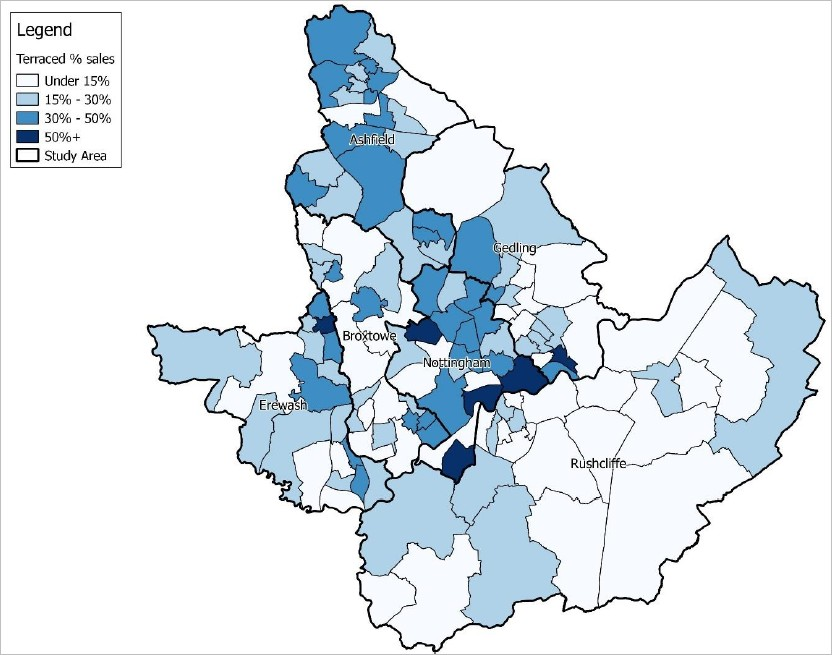 Legend
Terraced % sales
Under 15%
15% - 30%
30% - 50%
50%+
Study Area
Ashfield
Gedling
Broxtowe
Nottingham
Erewash
Rushcliffe